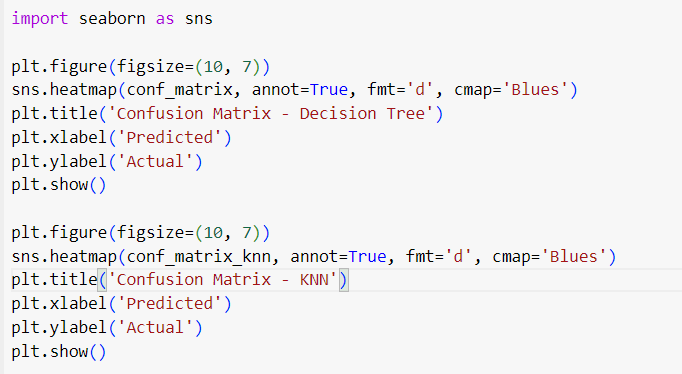 import seaborn as sns
plt.figure(figsize=(10, 7))
sns.heatmap(conf_matrix, annot=True, fmt='d', cmap='Blues')
plt.title('Confusion Matrix - Decision Tree')
plt.xlabel('Predicted')
plt.ylabel('Actual')
plt.show()
plt.figure(figsize=(10, 7))
sns.heatmap(conf_matrix_knn, annot=True, fmt='d', cmap='Blues')
plt.title('Confusion Matrix - KNN')
plt.xlabel('Predicted')
plt.ylabel('Actual')
plt.show()